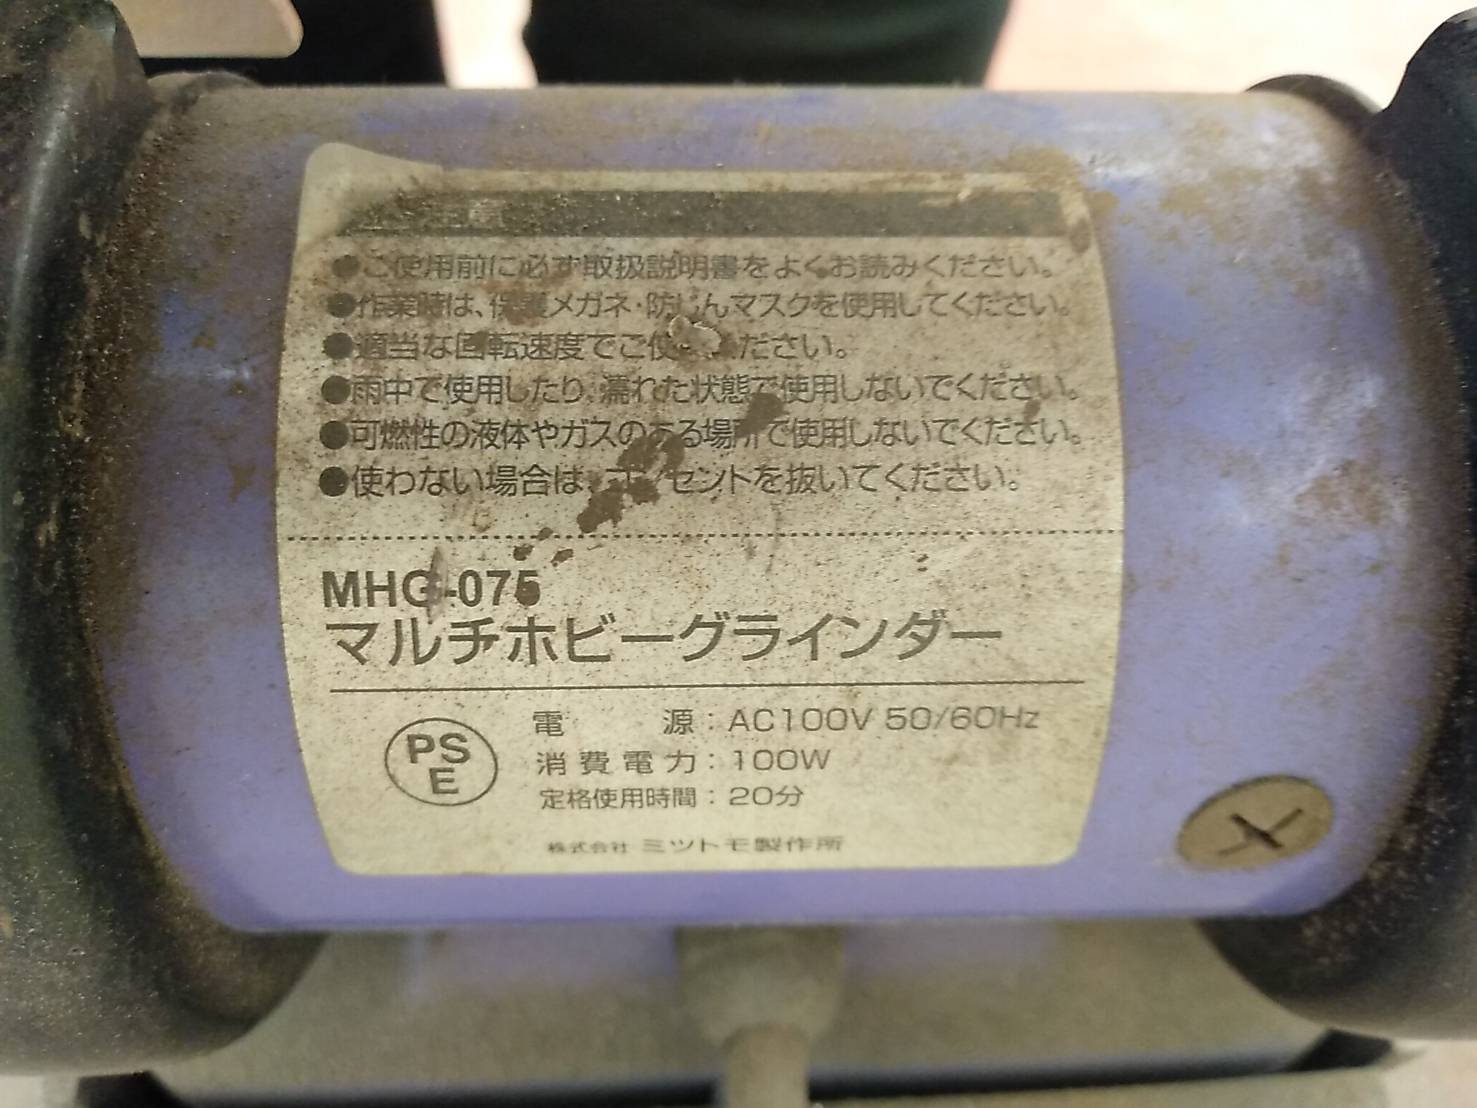 ●ご使用前に必ず取扱説明書をよくお読みください。
●作業時は、保護メガネ・防じんマスクを使用してください。
●適当な回転速度でご使ください。
●雨中で使用したり、濡れた状態で使用しないでください。
●可燃性の液体やガスのある場所で使用しないでください。
●使わない場合は、コンセントを抜いてください。
MHG-075
マルチホビーグラインダー
PS
E
電源：AC100V 50/60Hz
消費電力：100W
定格使用時間：20分
株式会社 ミツトモ製作所